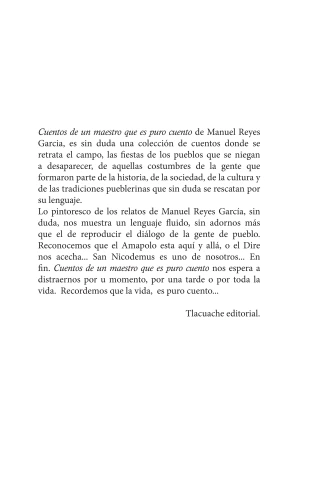 Cuentos de un maestro que es puro cuento de Manuel Reyes
Garcia, es sin duda una colección de cuentos donde se
retrata el campo, las fiestas de los pueblos que se niegan
a desaparecer, de aquellas costumbres de la gente que
formaron parte de la historia, de la sociedad, de la cultura y
de las tradiciones pueblerinas que sin duda se rescatan por
su lenguaje.
Lo pintoresco de los relatos de Manuel Reyes García, sin
duda, nos muestra un lenguaje fluido, sin adornos más
que el de reproducir el diálogo de la gente de pueblo.
Reconocemos que el Amapolo esta aquí y allá, o el Dire
nos acecha... San Nicodemus es uno de nosotros... En
fin. Cuentos de un maestro que es puro cuento nos espera a
distraernos por u momento, por una tarde o por toda la
vida. Recordemos que la vida, es puro cuento...
Tlacuache editorial.